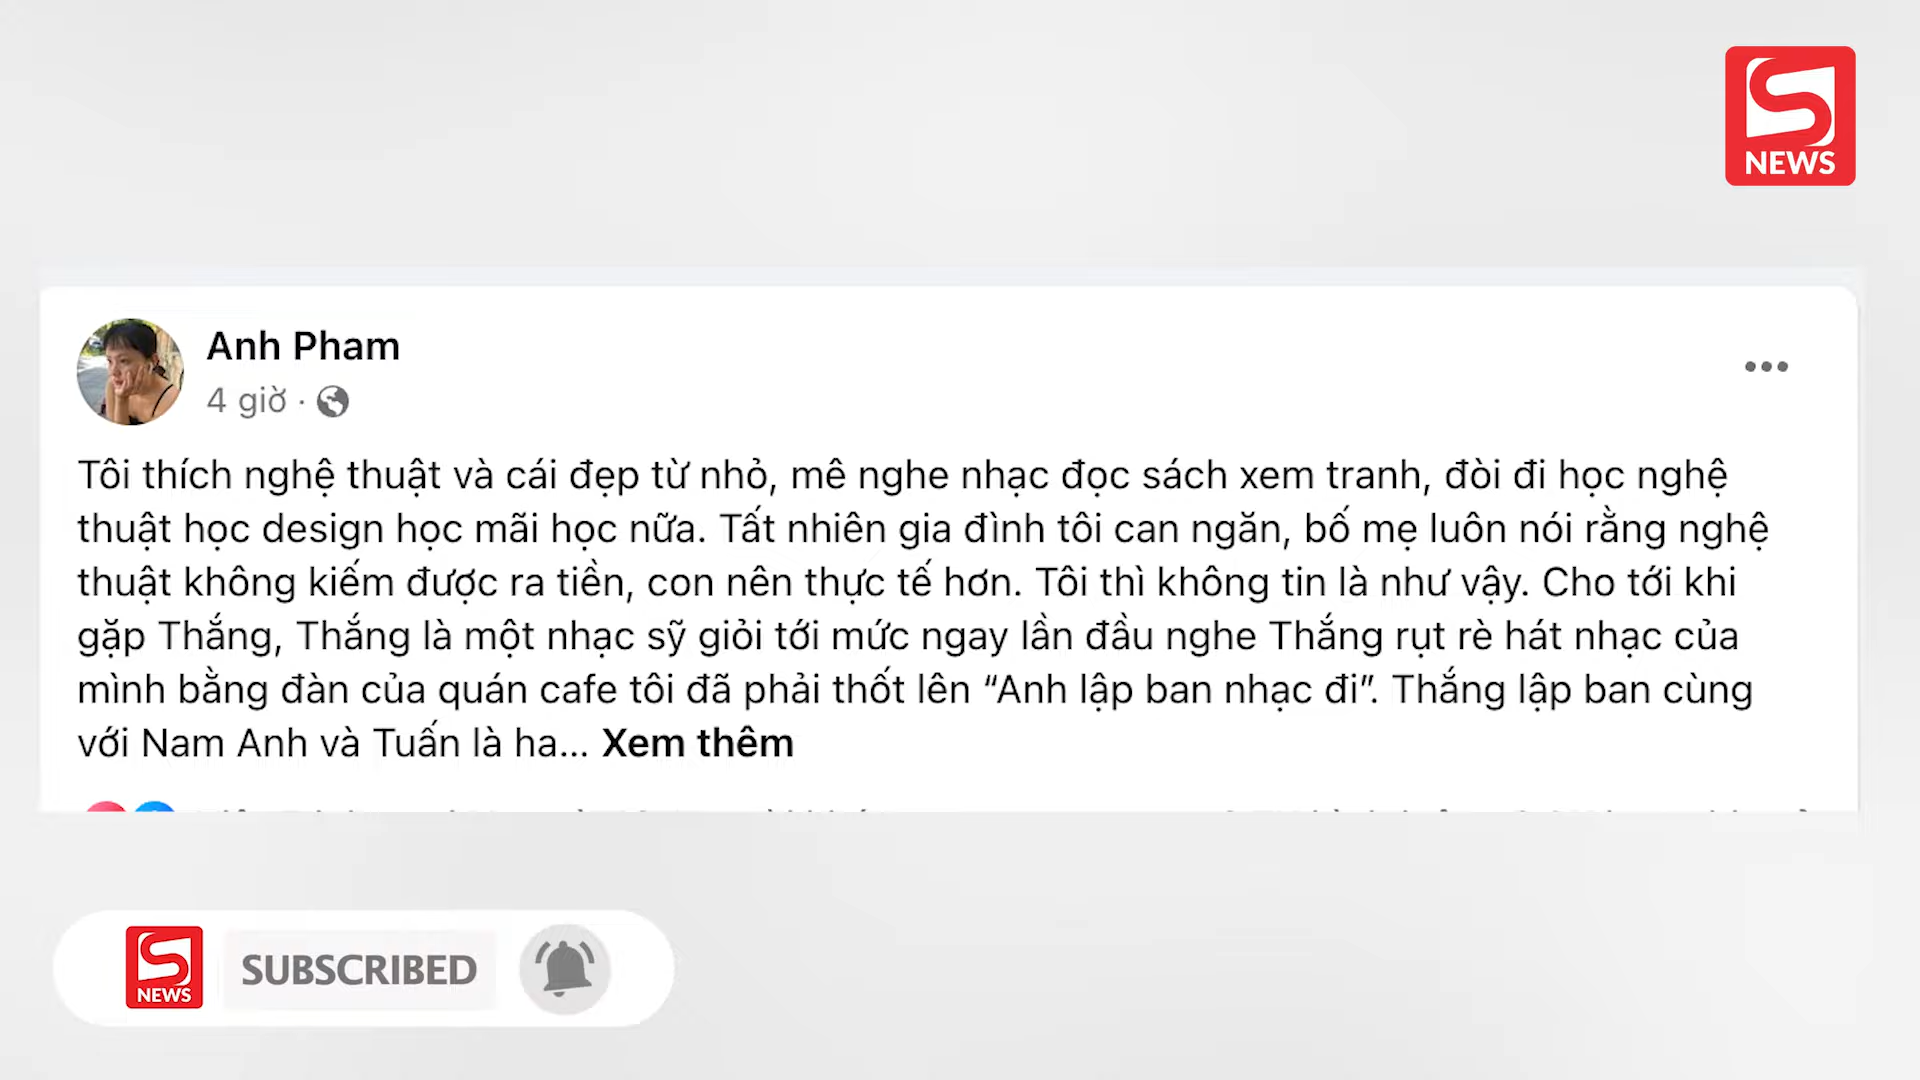 NEWS
Anh Pham
4 giờ ·
Tôi thích nghệ thuật và cái đẹp từ nhỏ, mê nghe nhạc đọc sách xem tranh, đòi đi học nghệ
thuật học design học mãi học nữa. Tất nhiên gia đình tôi can ngăn, bố mẹ luôn nói rằng nghệ
thuật không kiếm được ra tiền, con nên thực tế hơn. Tôi thì không tin là như vậy. Cho tới khi
gặp Thắng, Thắng là một nhạc sỹ giỏi tới mức ngay lần đầu nghe Thắng rụt rè hát nhạc của
mình bằng đàn của quán cafe tôi đã phải thốt lên “Anh lập ban nhạc đi”. Thắng lập ban cùng
với Nam Anh và Tuấn là ha... Xem thêm
NEWS
SUBSCRIBED